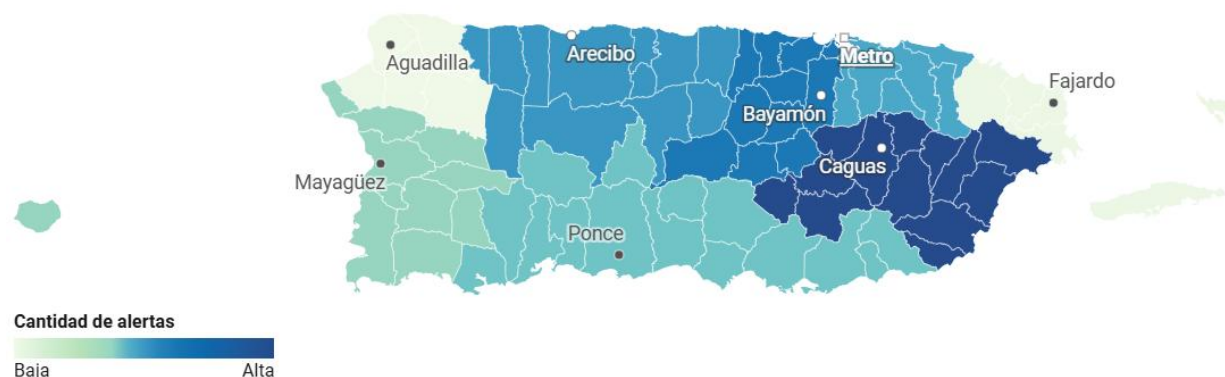 Aguadilla
Arecibo
Metro
Fajardo
Bayamón
Caguas
Mayagüez
Ponce
Cantidad de alertas
Baja Alta